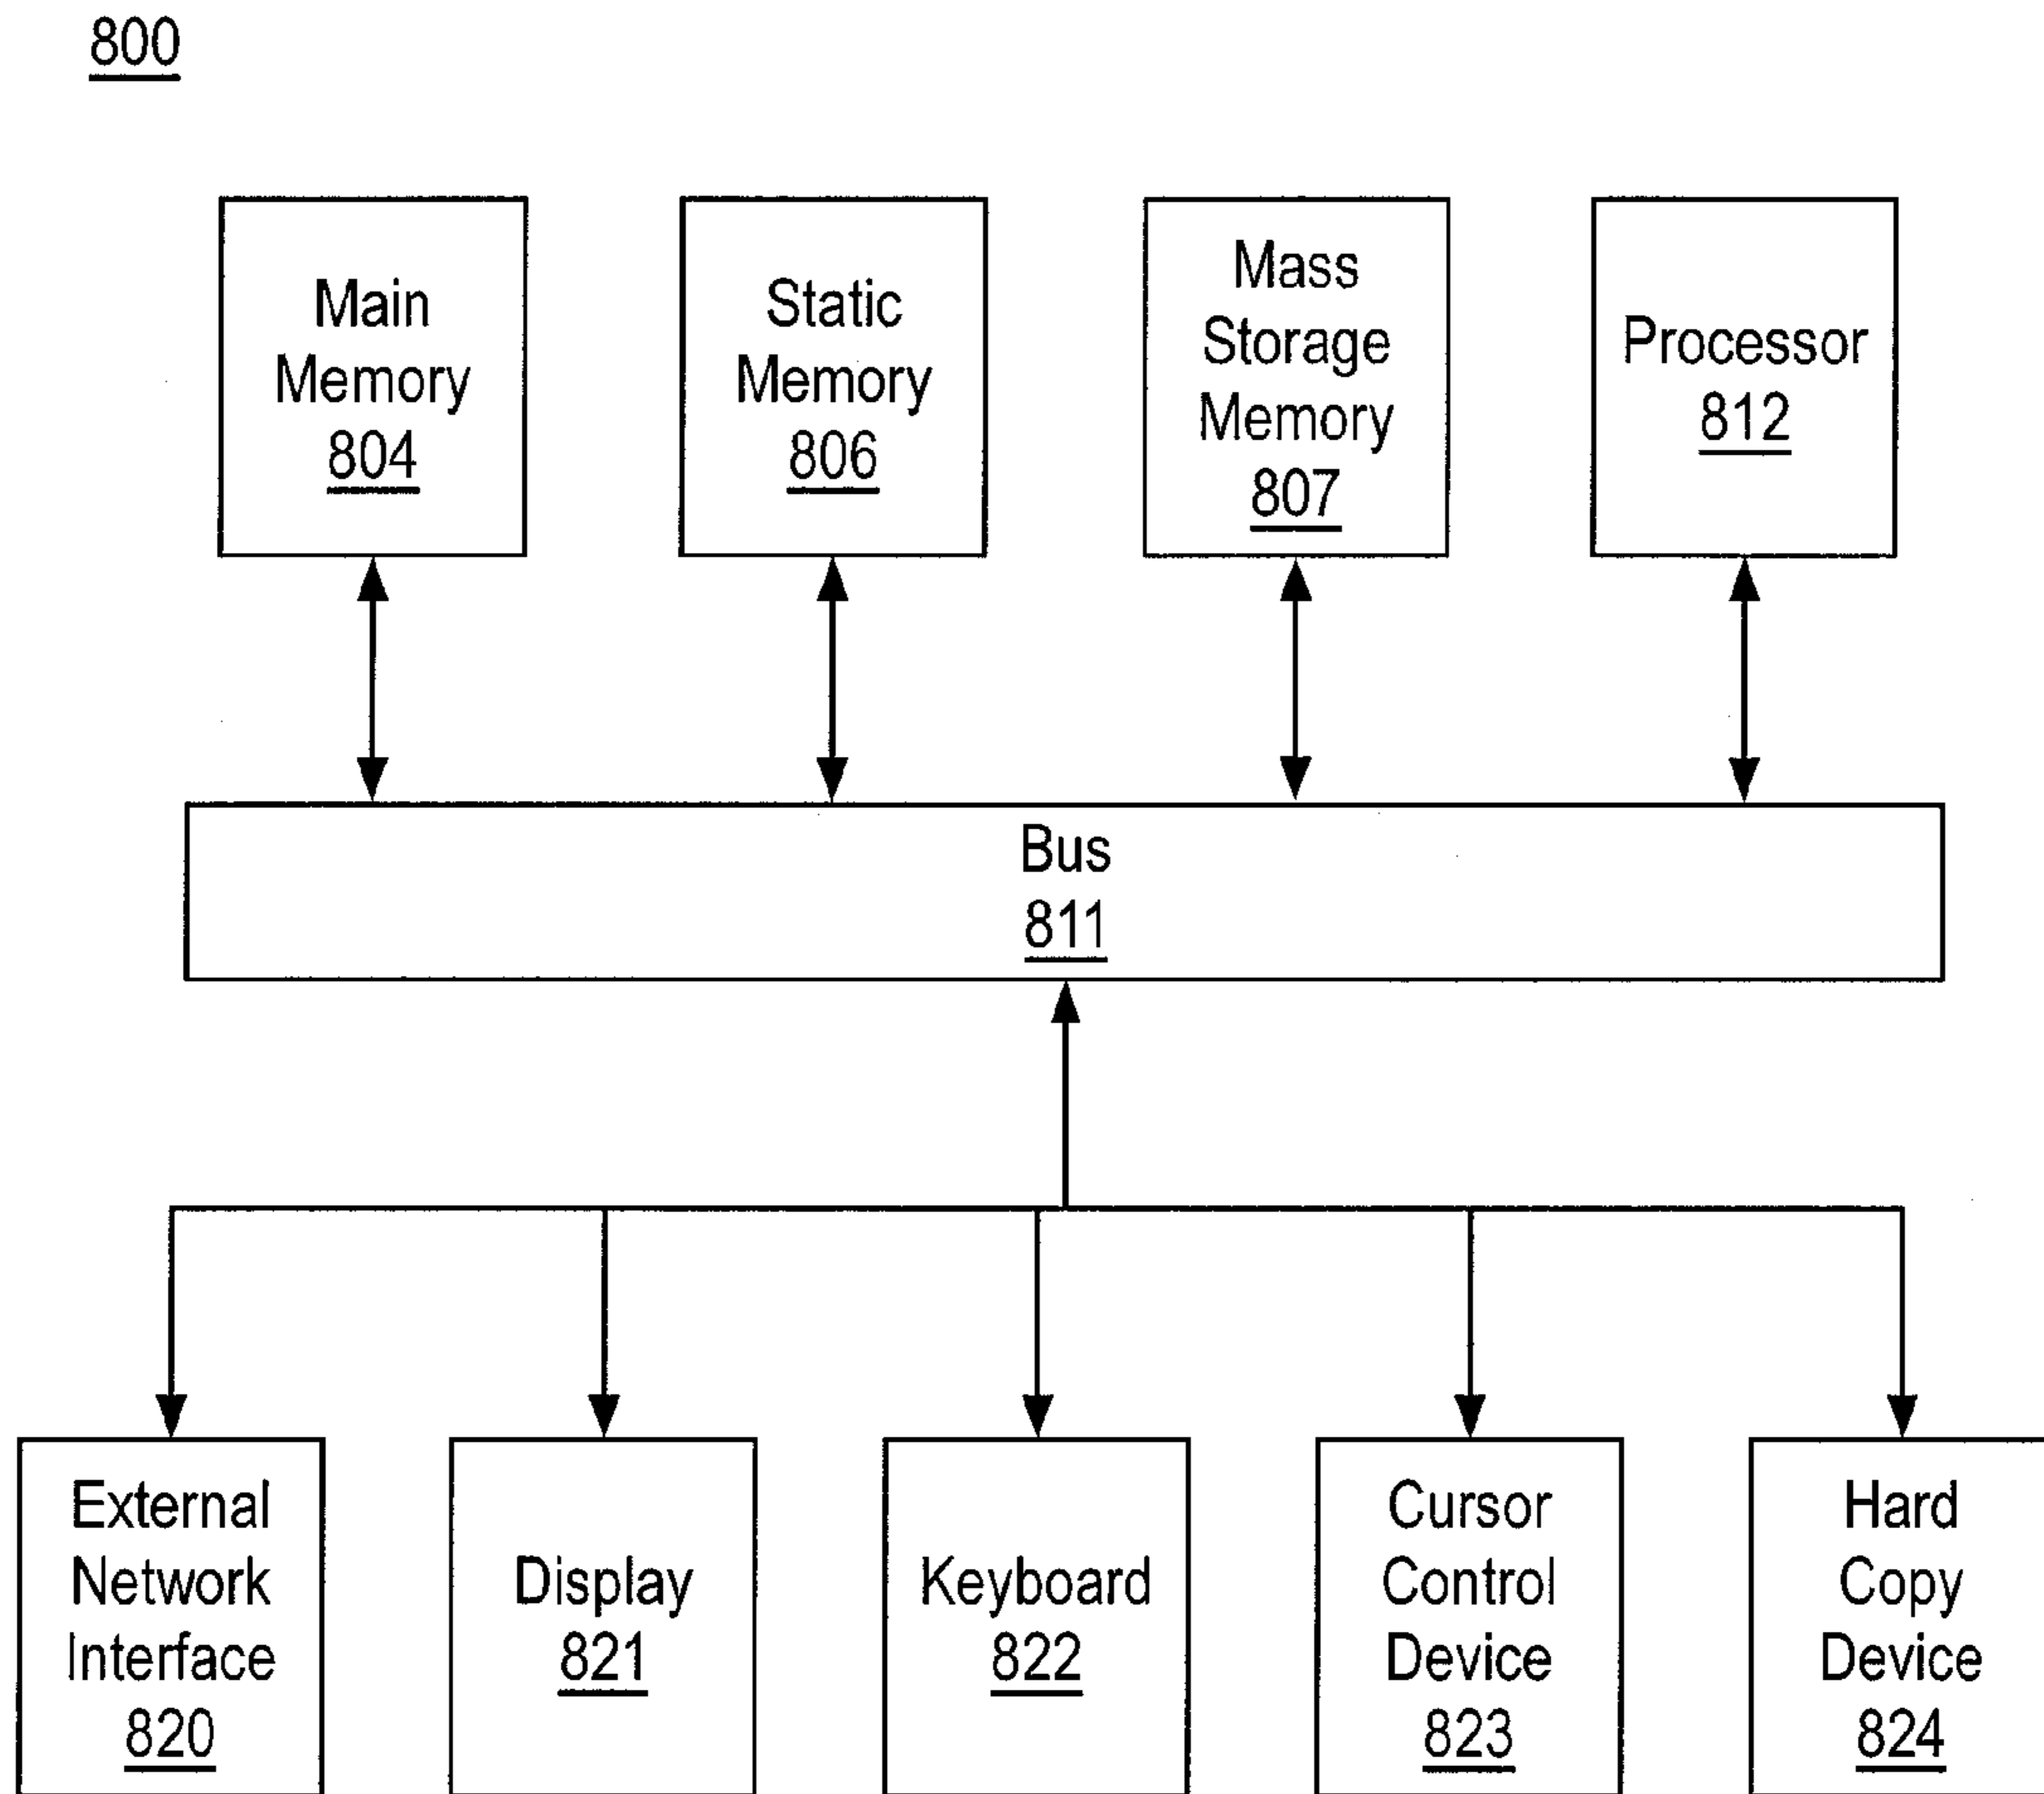 800
Main
Memory
804
Static
Memory
806
Mass
Storage
Memory
807
Processor
812
Bus
811
External
Network
Interface
820
Display
821
Keyboard
822
Cursor
Control
Device
823
Hard
Copy
Device
824